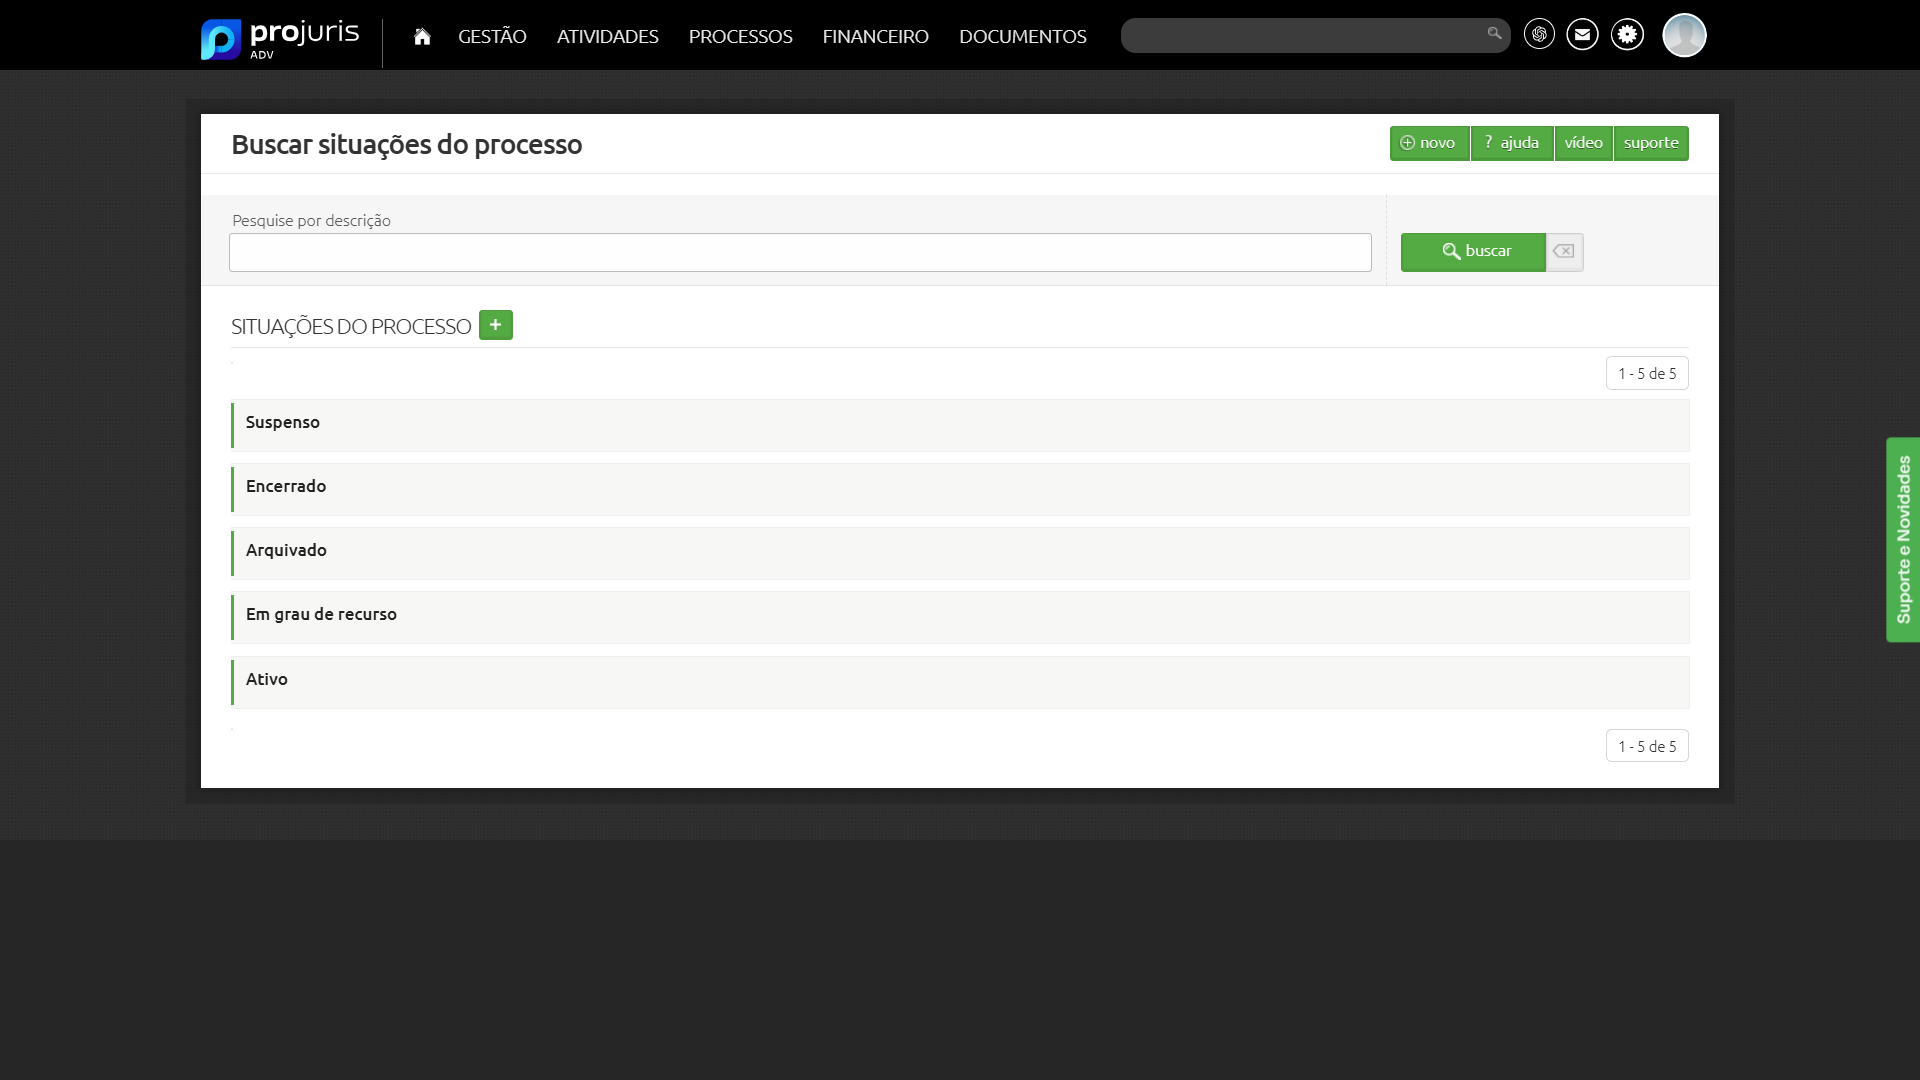 projuris
ADV
GESTÃO
ATIVIDADES
PROCESSOS
FINANCEIRO
DOCUMENTOS
Buscar situações do processo
novo
? ajuda
vídeo
suporte
Pesquise por descrição
buscar
SITUAÇÕES DO PROCESSO +
1 - 5 de 5
Suspenso
Encerrado
Arquivado
Em grau de recurso
Ativo
1 - 5 de 5
Suporte e Novidades